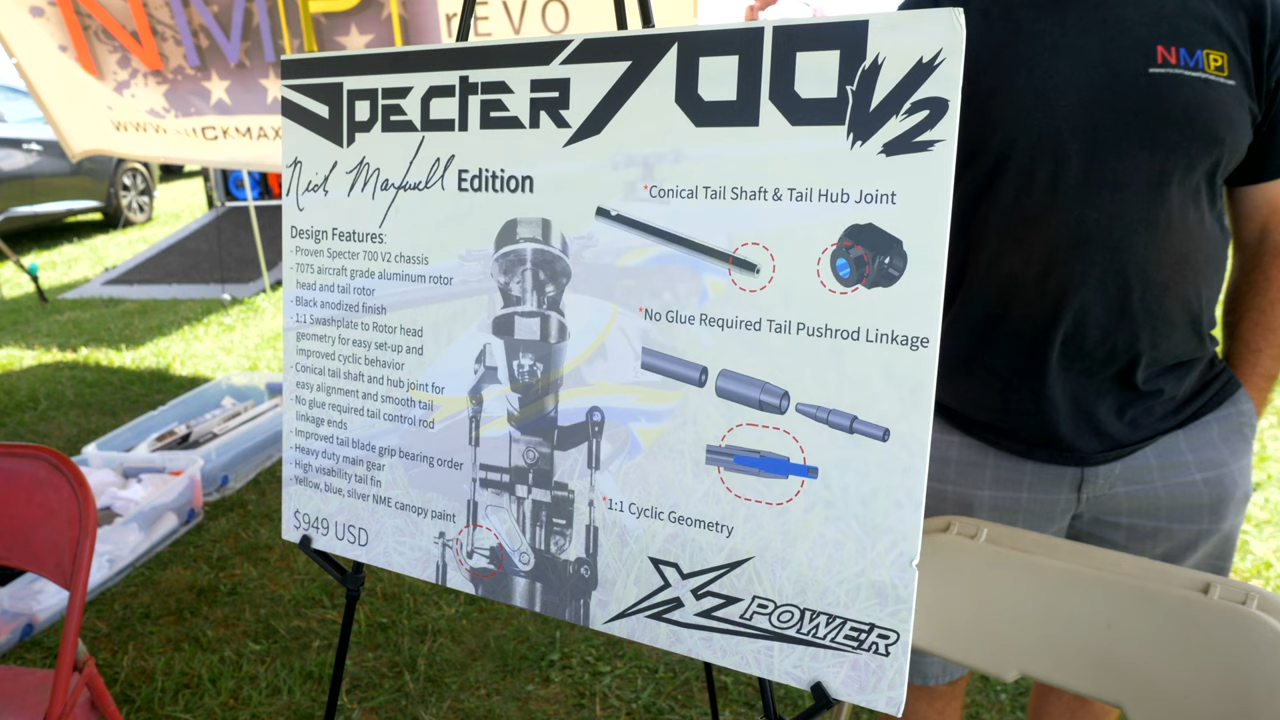 NMP
rEVO
WWW. NICKMAX
NMP
SPECTER 700 V2
Nick Maxwell Edition
Design Features:
- Proven Specter 700 V2 chassis
- 7075 aircraft grade aluminum rotor
head and tail rotor
- Black anodized finish
- 1:1 Swashplate to Rotor head
geometry for easy set-up and
improved cyclic behavior
- Conical tail shaft and hub joint for
easy alignment and smooth tail
- No glue required tail control rod
linkage ends
- Improved tail blade grip bearing order
- Heavy duty main gear
- High visabilty tail fin
- Yellow, blue, silver NME canopy paint
$949 USD
*Conical Tail Shaft & Tail Hub Joint
*No Glue Required Tail Pushrod Linkage
*1:1 Cyclic Geometry
XL POWER